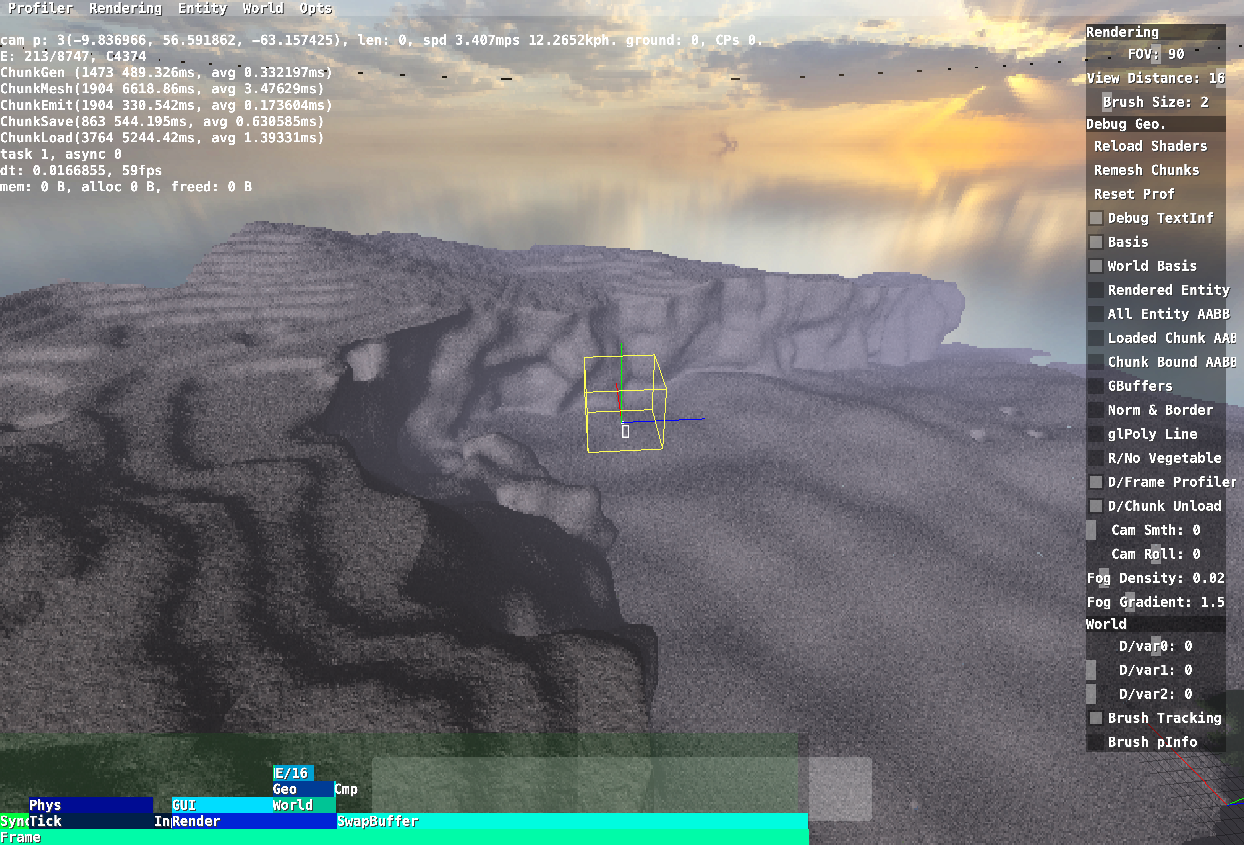 Profiler Rendering Entity World Opts
cam p: 3(-9.836966, 56.591862, -63.157425), len: 0, spd 3.407mps 12.2652kph. ground: 0, CPs 0.
E: 213/8747, C4374
ChunkGen (1473 489.326ms, avg 0.332197ms)
ChunkMesh(1904 6618.86ms, avg 3.47629ms)
ChunkEmit(1904 330.542ms, avg 0.173604ms)
ChunkSave(863 544.195ms, avg 0.630585ms)
ChunkLoad(3764 5244.42ms, avg 1.39331ms)
task 1, async 0
dt: 0.0166855, 59fps
mem: 0 B, alloc 0 B, freed: 0 B
Rendering
FOV: 90
View Distance: 16
Brush Size: 2
Debug Geo.
Reload Shaders
Remesh Chunks
Reset Prof
Debug TextInf
Basis
World Basis
Rendered Entity
All Entity AABB
Loaded Chunk AAB
Chunk Bound AABB
GBuffers
Norm & Border
glPoly Line
R/No Vegetable
D/Frame Profiler
D/Chunk Unload
Cam Smth: 0
Cam Roll: 0
Fog Density: 0.02
Fog Gradient: 1.5
World
D/var0: 0
D/var1: 0
D/var2: 0
Brush Tracking
Brush pInfo
E/16
Geo Cmp
Phys GUI World
Sync Tick In Render SwapBuffer
Frame